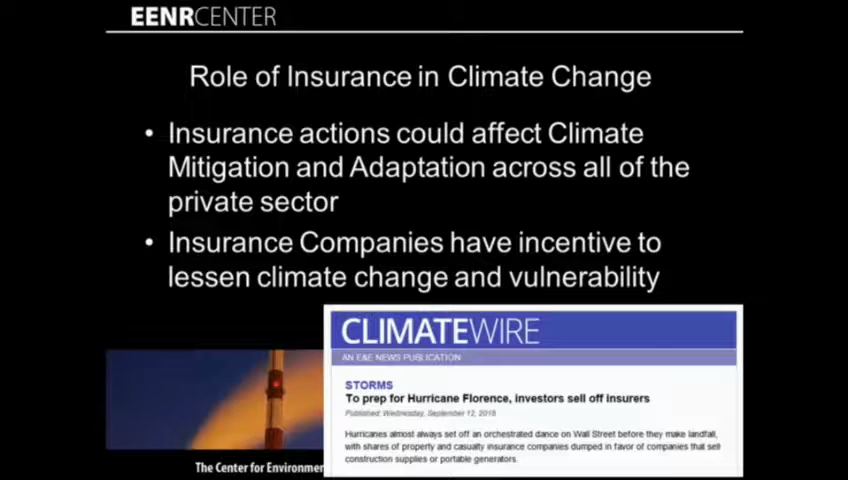 EENRCENTER
Role of Insurance in Climate Change
• Insurance actions could affect Climate
Mitigation and Adaptation across all of the
private sector
• Insurance Companies have incentive to
lessen climate change and vulnerability
CLIMATEWIRE
AN E&E NEWS PUBLICATION
STORMS
To prep for Hurricane Florence, investors sell off insurers
Published: Wednesday, September 12, 2018
Hurricanes almost always set off an orchestrated dance on Wall Street before they make landfall,
with shares of property and casualty insurance companies dumped in favor of companies that sell
construction supplies or portable generators.
The Center for Environmen